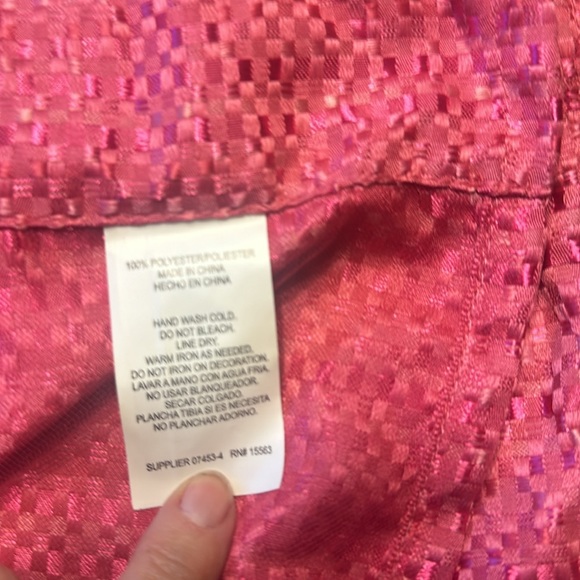 100% POLYESTER/POLIESTER
MADE IN CHINA
HECHO EN CHINA
HAND WASH COLD.
DO NOT BLEACH.
LINE DRY.
WARM IRON AS NEEDED,
DO NOT IRON ON DECORATION.
LAVAR A MANO CON AGUA FRIA.
NO USAR BLANQUEADOR.
SECAR COLGADO.
PLANCHA TIBIA SI ES NECESITA
NO PLANCHAR ADORNO.
SUPPLIER 07453-4 RN# 15563